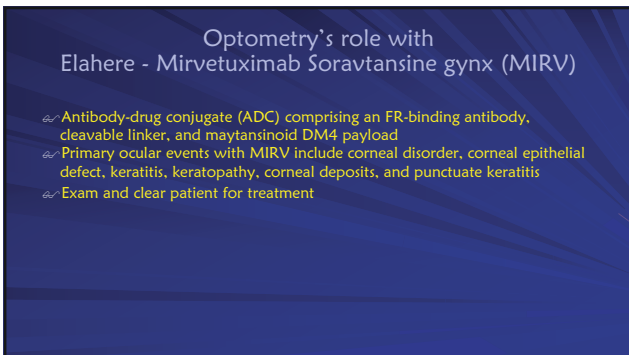 Optometry's role with
Elahere - Mirvetuximab Soravtansine gynx (MIRV)
Antibody-drug conjugate (ADC) comprising an FR-binding antibody,
cleavable linker, and maytansinoid DM4 payload
Primary ocular events with MIRV include corneal disorder, corneal epithelial
defect, keratitis, keratopathy, corneal deposits, and punctuate keratitis
Exam and clear patient for treatment